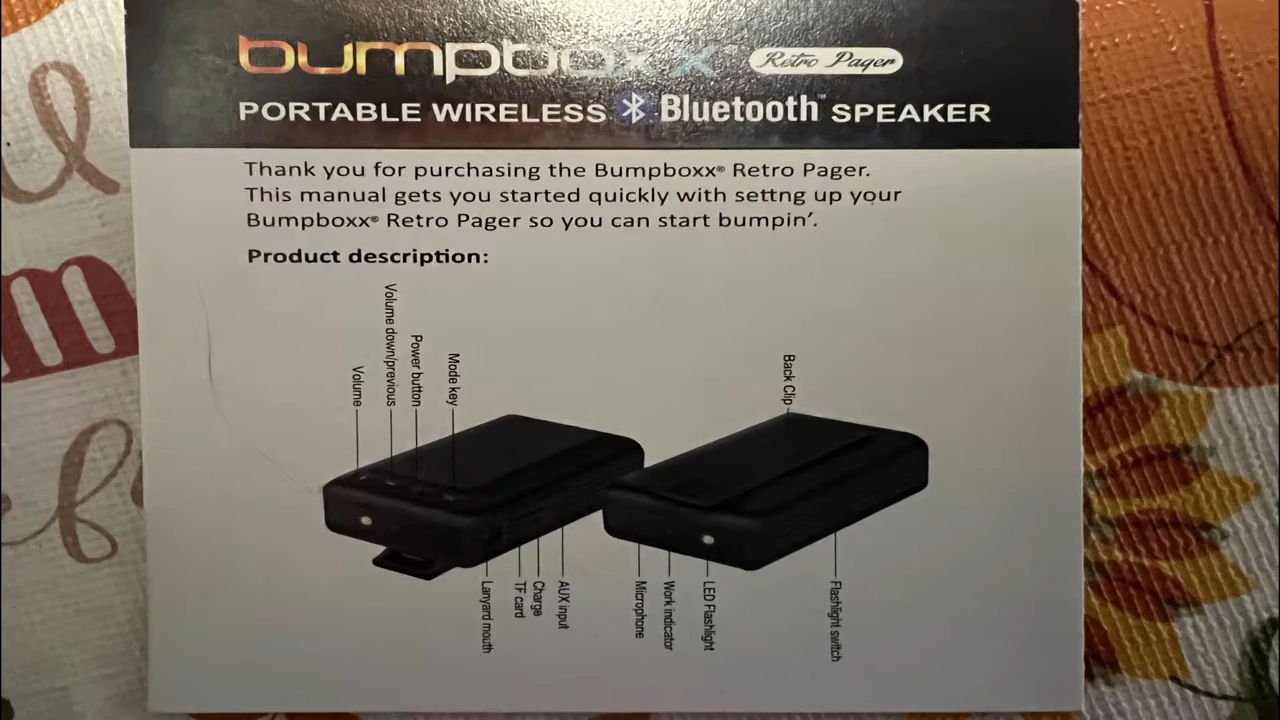 bumpboxx Retro Pager
PORTABLE WIRELESS Bluetooth™ SPEAKER
Thank you for purchasing the Bumpboxx® Retro Pager.
This manual gets you started quickly with settng up your
Bumpboxx® Retro Pager so you can start bumpin’.
Product description:
Volume
Volume down/previous
Power button
Mode key
Back Clip
Lanyard mouth
TF card
Charge
AUX input
Microphone
Work indicator
LED Flashlight
Flashlight switch